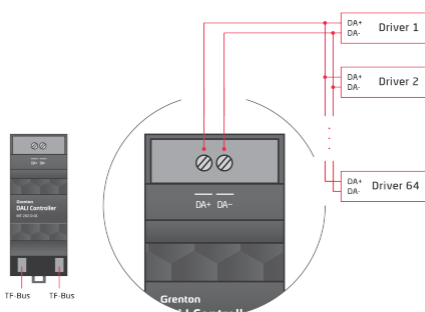 DA+
DA-
Driver 1
DA+
DA-
Driver 2
DA+
DA-
Driver 64
DA+ DA-
Grenton
DALI Controller
TF-Bus
TF-Bus
DA+ DA-
Grenton